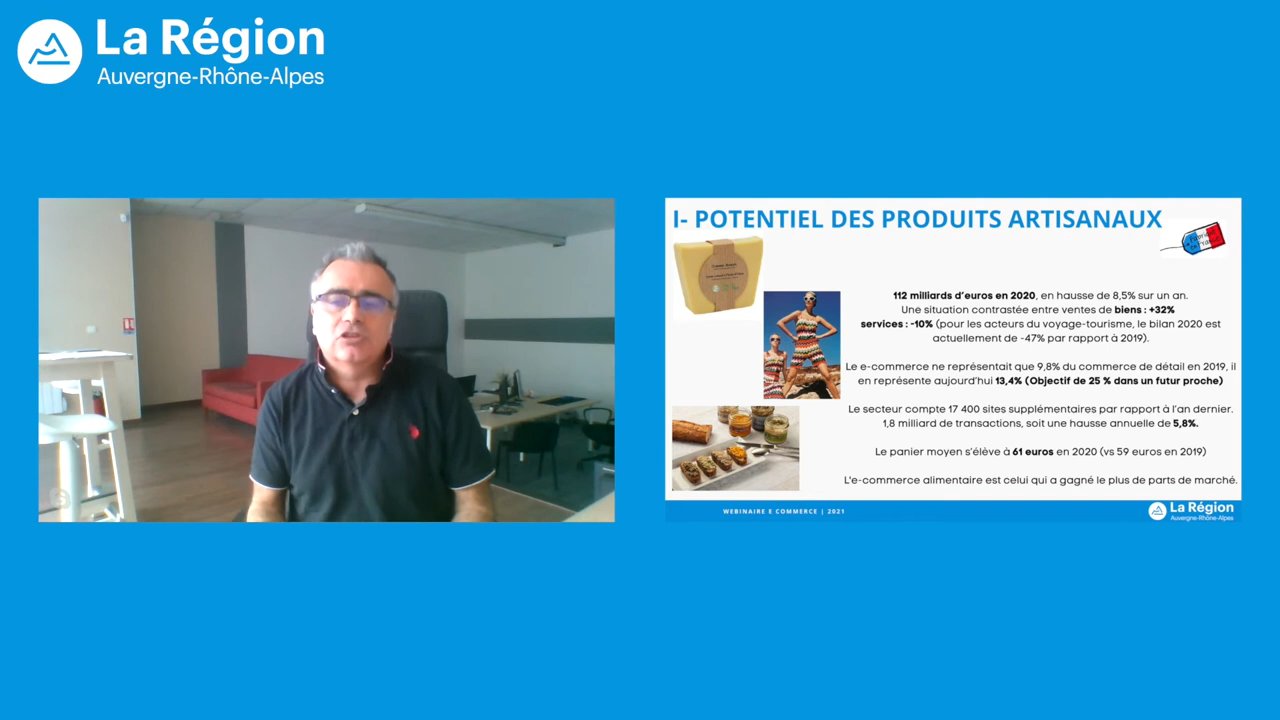 La Région
Auvergne-Rhône-Alpes
I- POTENTIEL DES PRODUITS ARTISANAUX
112 milliards d'euros en 2020, en hausse de 8,5% sur un an.
Une situation contrastée entre ventes de biens : +32%
services : -10% (pour les acteurs du voyage-tourisme, le bilan 2020 est
actuellement de -47% par rapport à 2019).
Le e-commerce ne représentait que 9,8% du commerce de détail en 2019, il
en représente aujourd'hui 13,4% (Objectif de 25 % dans un futur proche)
Le secteur compte 17 400 sites supplémentaires par rapport à l'an dernier.
1,8 milliard de transactions, soit une hausse annuelle de 5,8%.
Le panier moyen s'élève à 61 euros en 2020 (vs 59 euros en 2019)
L'e-commerce alimentaire est celui qui a gagné le plus de parts de marché.
WEBINAIRE E COMMERCE | 2021
La Région
Auvergne-Rhône-Alpes